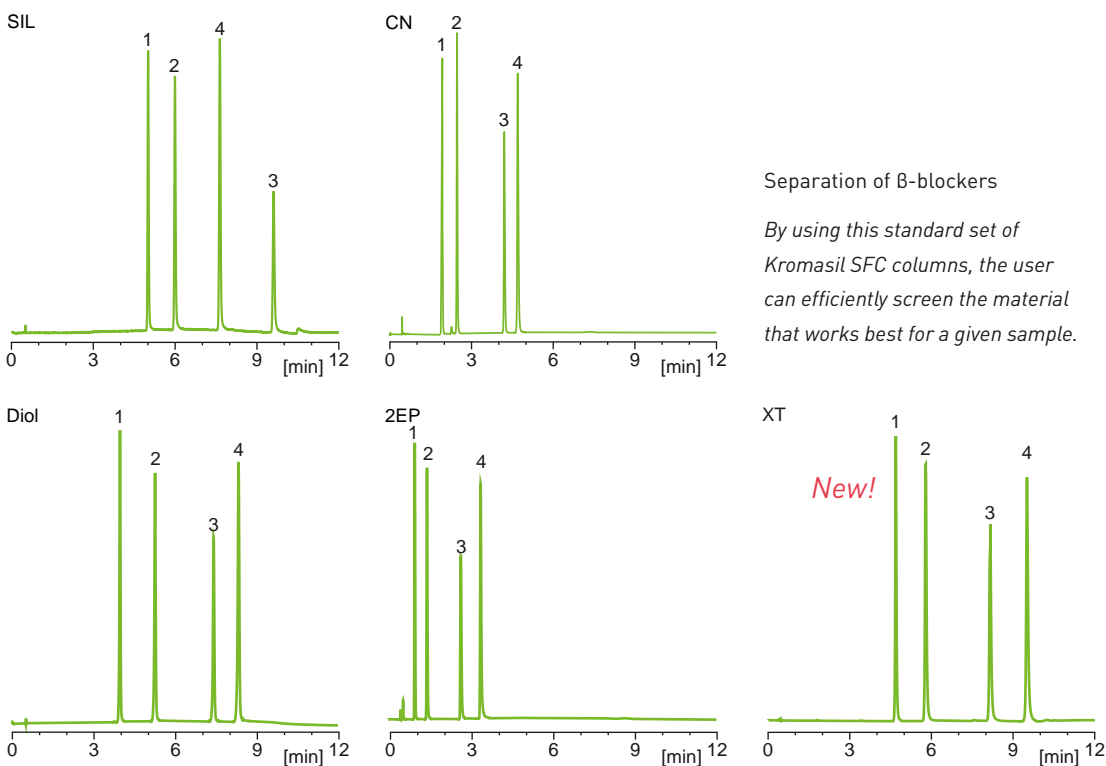 SIL
1
2
4
3
0 3 6 9 12
[min]
CN
1
2
3
4
0 3 6 9 12
[min]
Separation of ß-blockers
By using this standard set of
Kromasil SFC columns, the user
can efficiently screen the material
that works best for a given sample.
Diol
1
2
3
4
0 3 6 9 12
[min]
2EP
1
2
3
4
0 3 6 9 12
[min]
XT
New!
1
2
3
4
0 3 6 9 12
[min]